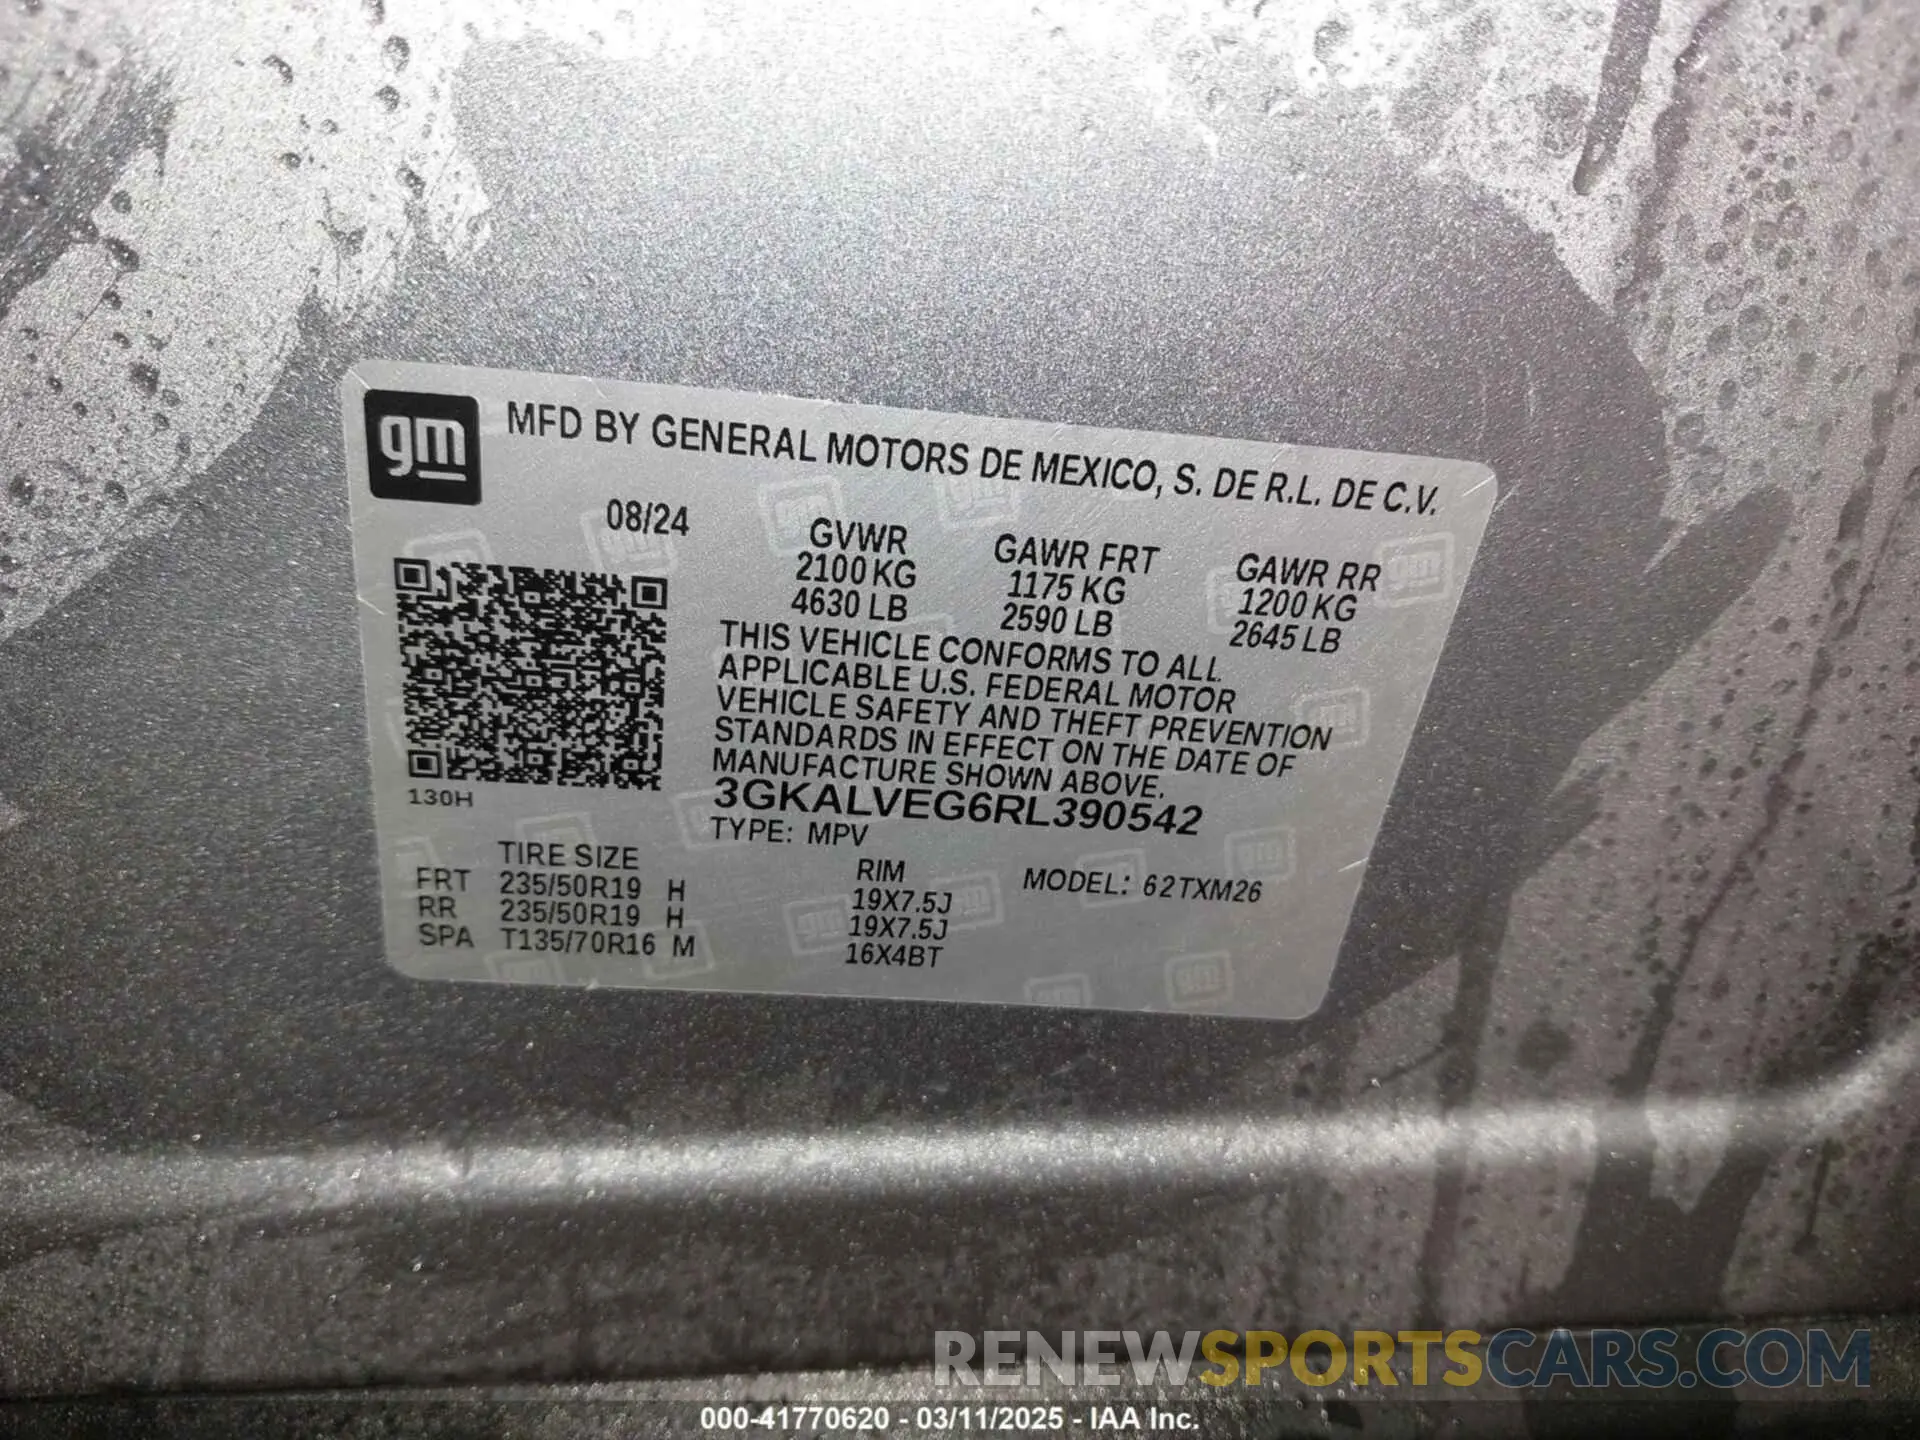 gm MFD BY GENERAL MOTORS DE MEXICO, S. DE R.L. DE C.V.
08/24
GVWR GAWR FRT GAWR RR
2100 KG 1175 KG 1200 KG
4630 LB 2590 LB 2645 LB
THIS VEHICLE CONFORMS TO ALL
APPLICABLE U.S. FEDERAL MOTOR
VEHICLE SAFETY AND THEFT PREVENTION
STANDARDS IN EFFECT ON THE DATE OF
MANUFACTURE SHOWN ABOVE.
3GKALVEG6RL390542
130H
TYPE: MPV
TIRE SIZE RIM MODEL: 62TXM26
FRT 235/50R19 H 19X7.5J
RR 235/50R19 H 19X7.5J
SPA T135/70R16 M 16X4BT
RENEWSPORTSCARS.COM
000-41770620 - 03/11/2025 - IAA Inc.